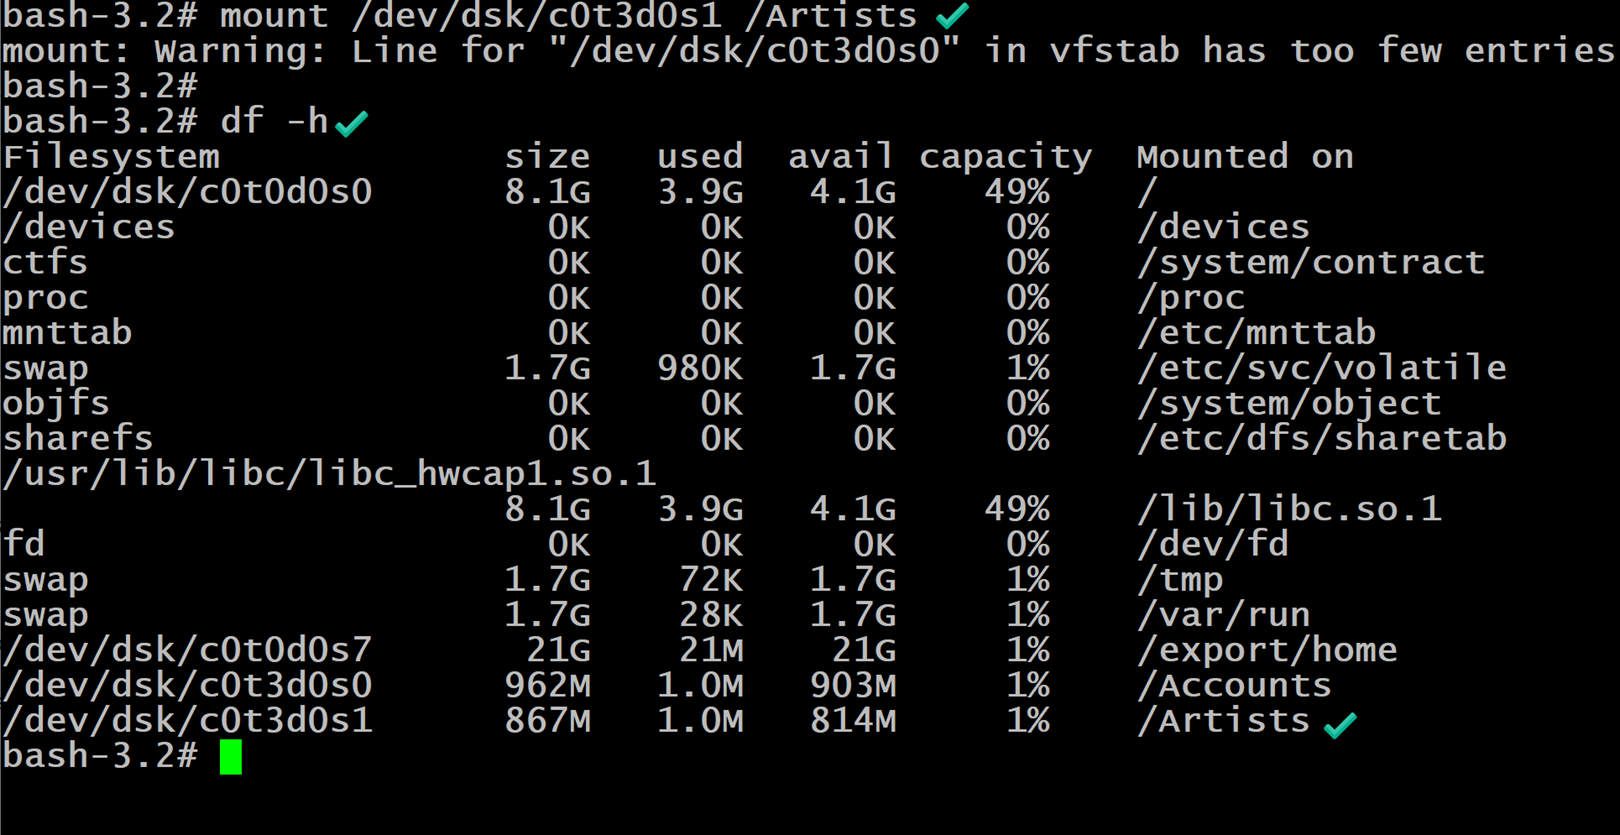 bash-3.2# mount /dev/dsk/c0t3d0s1 /Artists
mount: Warning: Line for "/dev/dsk/c0t3d0s0" in vfstab has too few entries
bash-3.2#
bash-3.2# df -h
Filesystem size used avail capacity Mounted on
/dev/dsk/c0t0d0s0 8.1G 3.9G 4.1G 49% /
/devices 0K 0K 0K 0% /devices
ctfs 0K 0K 0K 0% /system/contract
proc 0K 0K 0K 0% /proc
mnttab 0K 0K 0K 0% /etc/mnttab
swap 1.7G 980K 1.7G 1% /etc/svc/volatile
objfs 0K 0K 0K 0% /system/object
sharefs 0K 0K 0K 0% /etc/dfs/sharetab
/usr/lib/libc/libc_hwcap1.so.1
8.1G 3.9G 4.1G 49% /lib/libc.so.1
fd 0K 0K 0K 0% /dev/fd
swap 1.7G 72K 1.7G 1% /tmp
swap 1.7G 28K 1.7G 1% /var/run
/dev/dsk/c0t0d0s7 21G 21M 21G 1% /export/home
/dev/dsk/c0t3d0s0 962M 1.0M 903M 1% /Accounts
/dev/dsk/c0t3d0s1 867M 1.0M 814M 1% /Artists
bash-3.2#